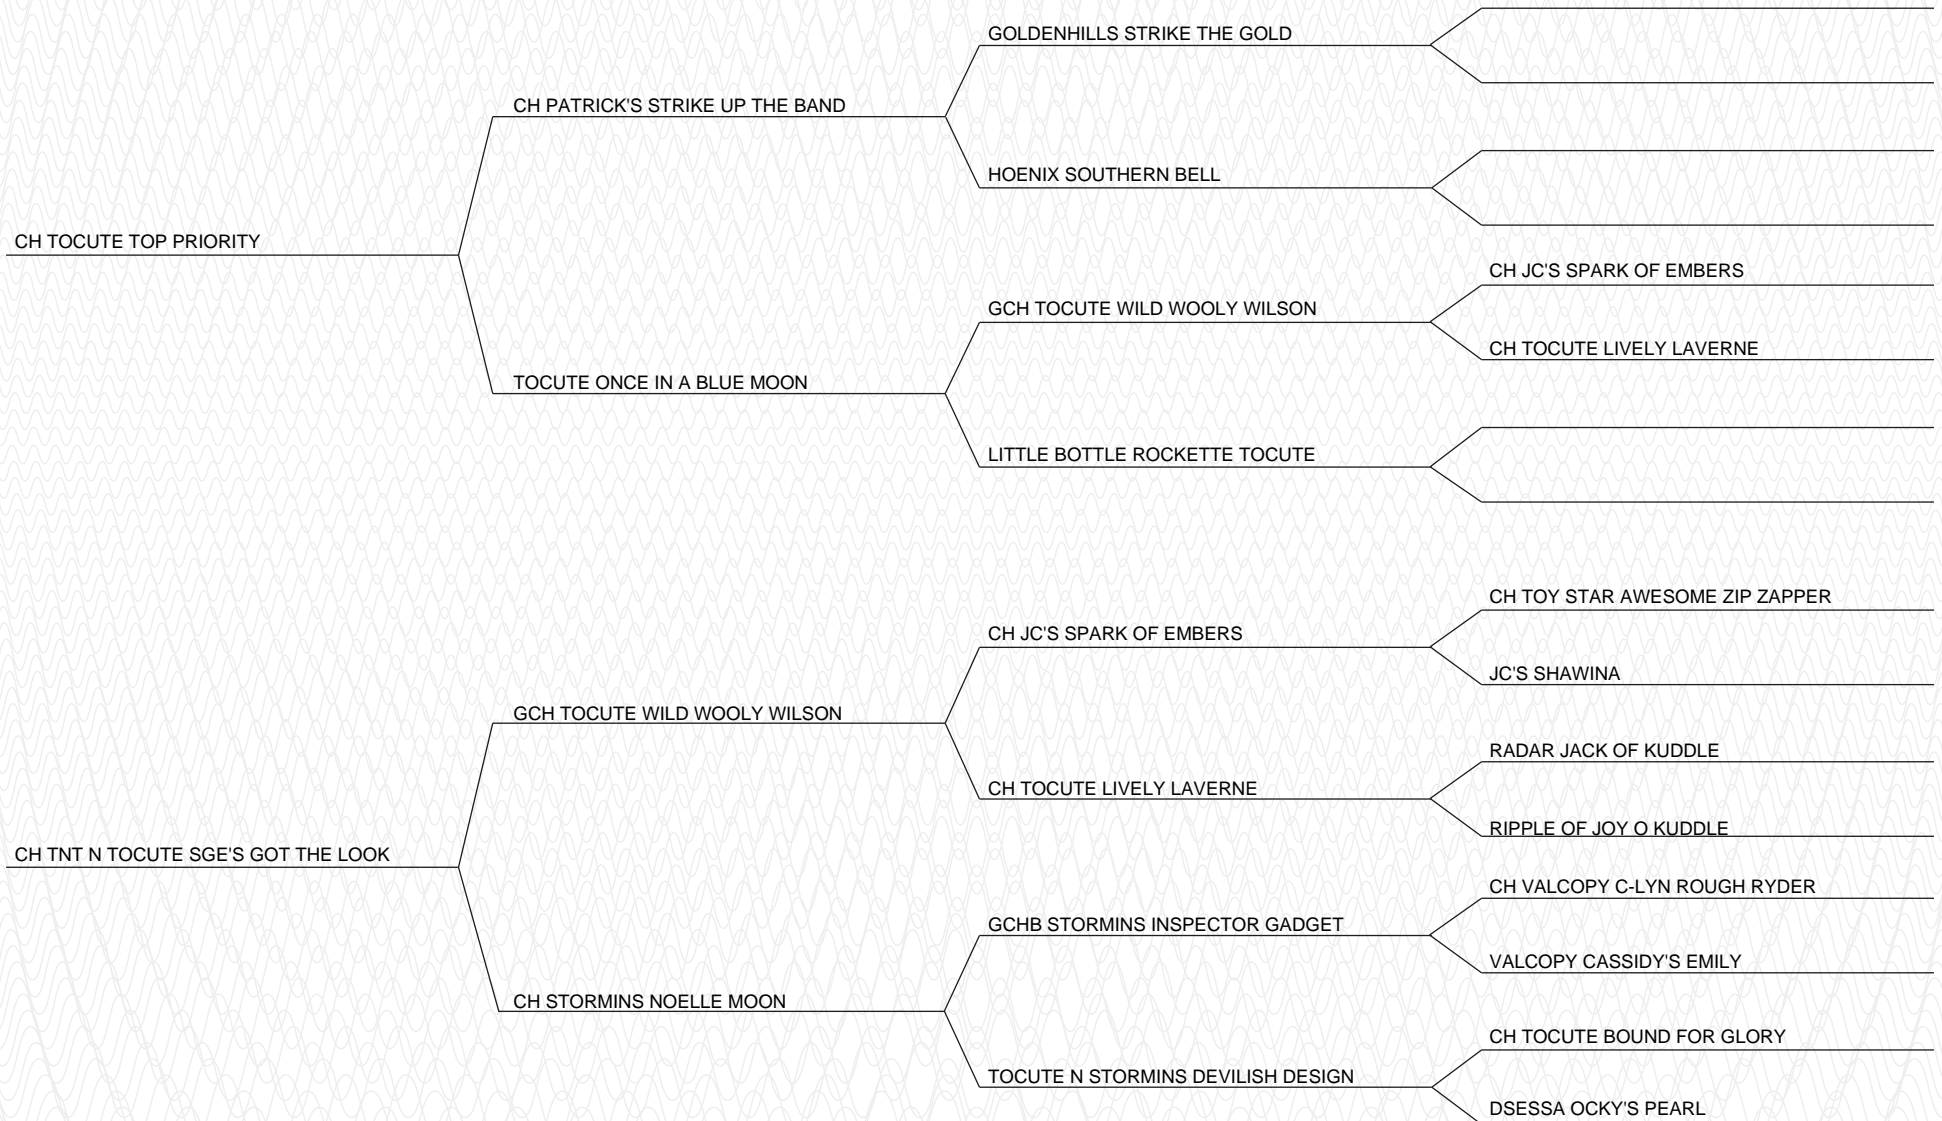 GOLDENHILLS STRIKE THE GOLD
CH PATRICK'S STRIKE UP THE BAND
HOENIX SOUTHERN BELL
CH TOCUTE TOP PRIORITY
CH JC'S SPARK OF EMBERS
GCH TOCUTE WILD WOOLY WILSON
CH TOCUTE LIVELY LAVERNE
TOCUTE ONCE IN A BLUE MOON
LITTLE BOTTLE ROCKETTE TOCUTE
CH TOY STAR AWESOME ZIP ZAPPER
CH JC'S SPARK OF EMBERS
JC'S SHAWINA
GCH TOCUTE WILD WOOLY WILSON
RADAR JACK OF KUDDLE
CH TOCUTE LIVELY LAVERNE
RIPPLE OF JOY O KUDDLE
CH TNT N TOCUTE SGE'S GOT THE LOOK
CH VALCOPY C-LYN ROUGH RYDER
GCHB STORMINS INSPECTOR GADGET
VALCOPY CASSIDY'S EMILY
CH STORMINS NOELLE MOON
CH TOCUTE BOUND FOR GLORY
TOCUTE N STORMINS DEVILISH DESIGN
DSESSA OCKY'S PEARL